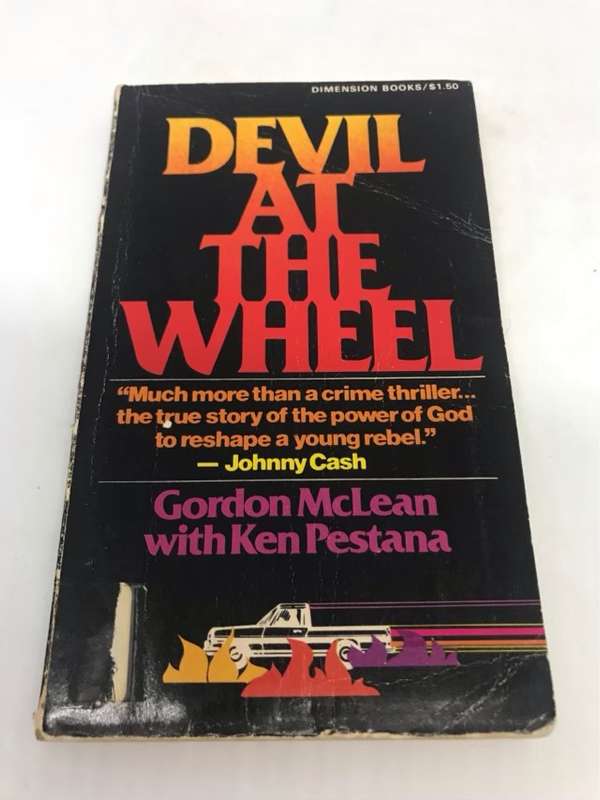 DIMENSION BOOKS/$1.50
DEVIL
AT
THE
WHEEL
“Much more than a crime thriller...
the true story of the power of God
to reshape a young rebel.”
— Johnny Cash
Gordon McLean
with Ken Pestana